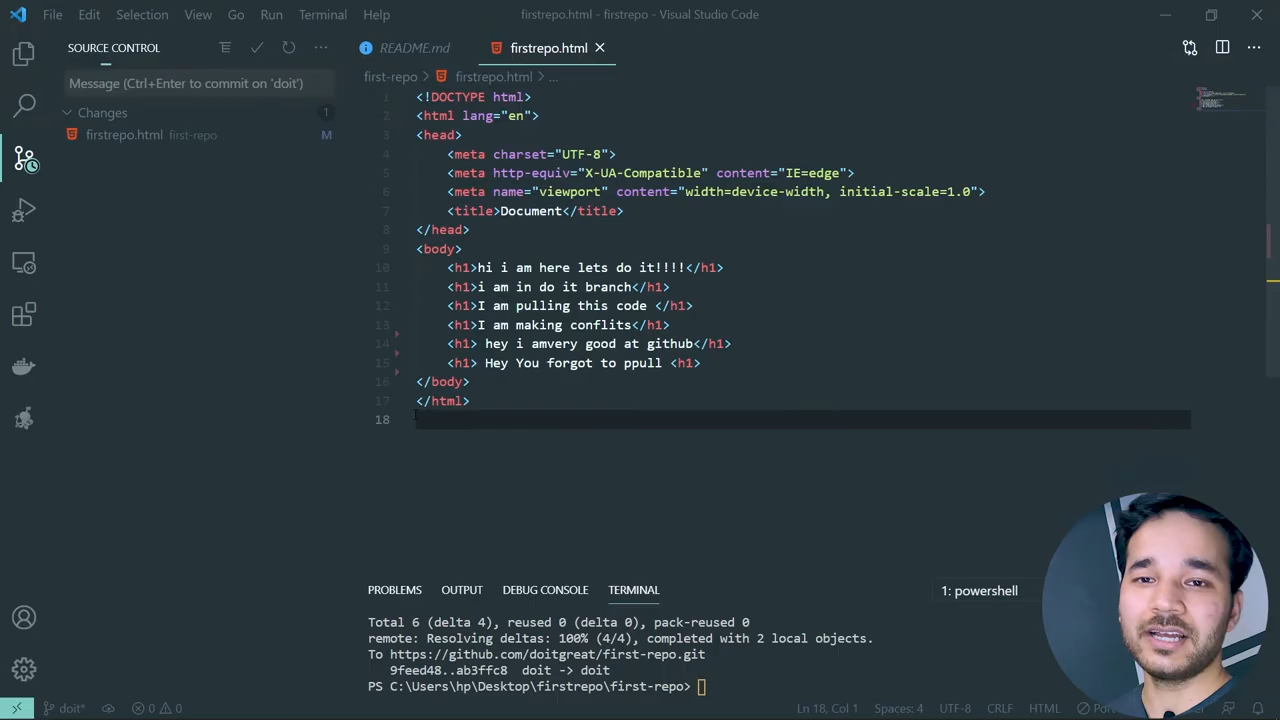 File Edit Selection View Go Run Terminal Help
firstrepo.html - firstrepo - Visual Studio Code
SOURCE CONTROL
Message (Ctrl+Enter to commit on 'doit')
Changes 1
firstrepo.html first-repo M
README.md firstrepo.html
first-repo > firstrepo.html > ...
1 <!DOCTYPE html>
2 <html lang="en">
3 <head>
4 <meta charset="UTF-8">
5 <meta http-equiv="X-UA-Compatible" content="IE=edge">
6 <meta name="viewport" content="width=device-width, initial-scale=1.0">
7 <title>Document</title>
8 </head>
9 <body>
10 <h1>hi i am here lets do it!!!!</h1>
11 <h1>i am in do it branch</h1>
12 <h1>I am pulling this code </h1>
13 <h1>I am making conflits</h1>
14 <h1> hey i amvery good at github</h1>
15 <h1> Hey You forgot to ppull <h1>
16 </body>
17 </html>
18
PROBLEMS OUTPUT DEBUG CONSOLE TERMINAL
1: powershell
Total 6 (delta 4), reused 0 (delta 0), pack-reused 0
remote: Resolving deltas: 100% (4/4), completed with 2 local objects.
To https://github.com/doitgreat/first-repo.git
9feed48..ab3ffc8 doit -> doit
PS C:\Users\hp\Desktop\firstrepo\first-repo>
doit* 0 0
Ln 18, Col 1 Spaces: 4 UTF-8 CRLF HTML